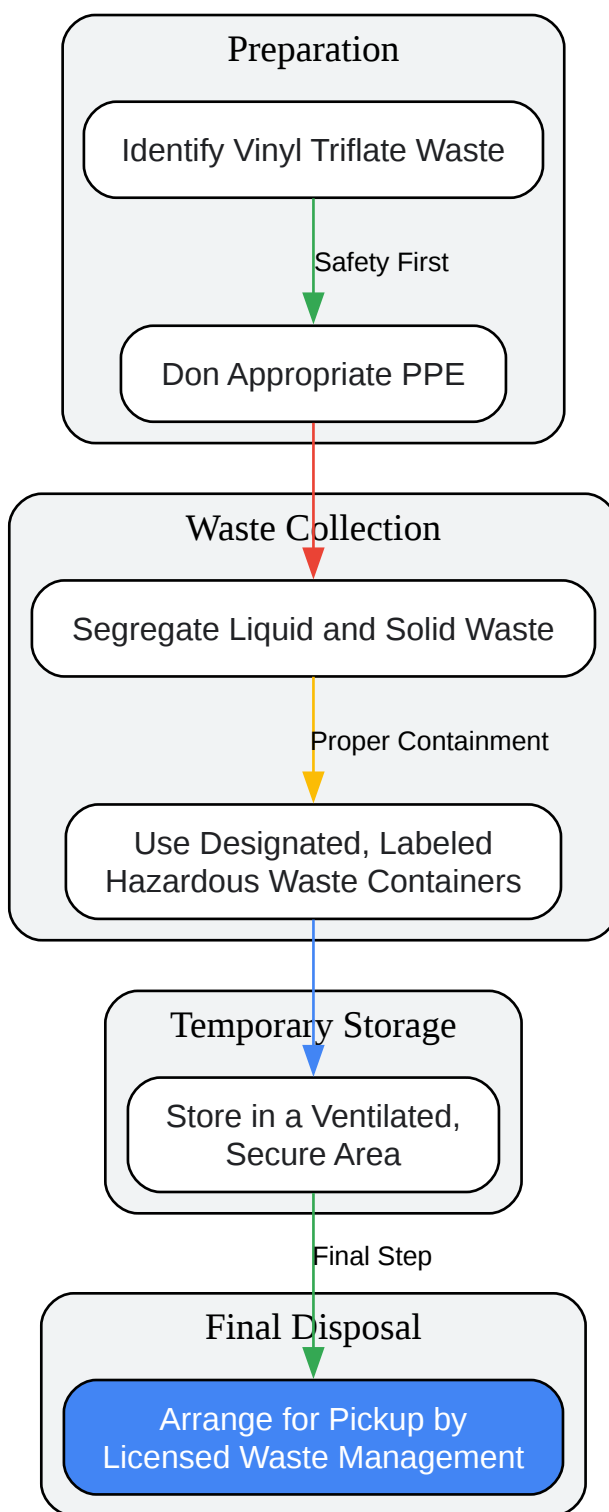 Preparation
Identify Vinyl Triflate Waste
Safety First
Don Appropriate PPE
Waste Collection
Segregate Liquid and Solid Waste
Proper Containment
Use Designated, Labeled
Hazardous Waste Containers
Temporary Storage
Store in a Ventilated,
Secure Area
Final Step
Final Disposal
Arrange for Pickup by
Licensed Waste Management